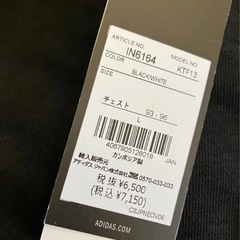 ARTICLE NO. MODEL NO.
IN6164 KTF13
COLOR
BLACK/WHITE
SIZE
チェスト 93-96
L
4067905126019 JAN
カンボジア製
輸入販売元
アディダス ジャパン株式会社 0570-033-033
税抜 ¥6,500
(税込 ¥7,150)
CSJPNEOV06
ADIDAS.COM